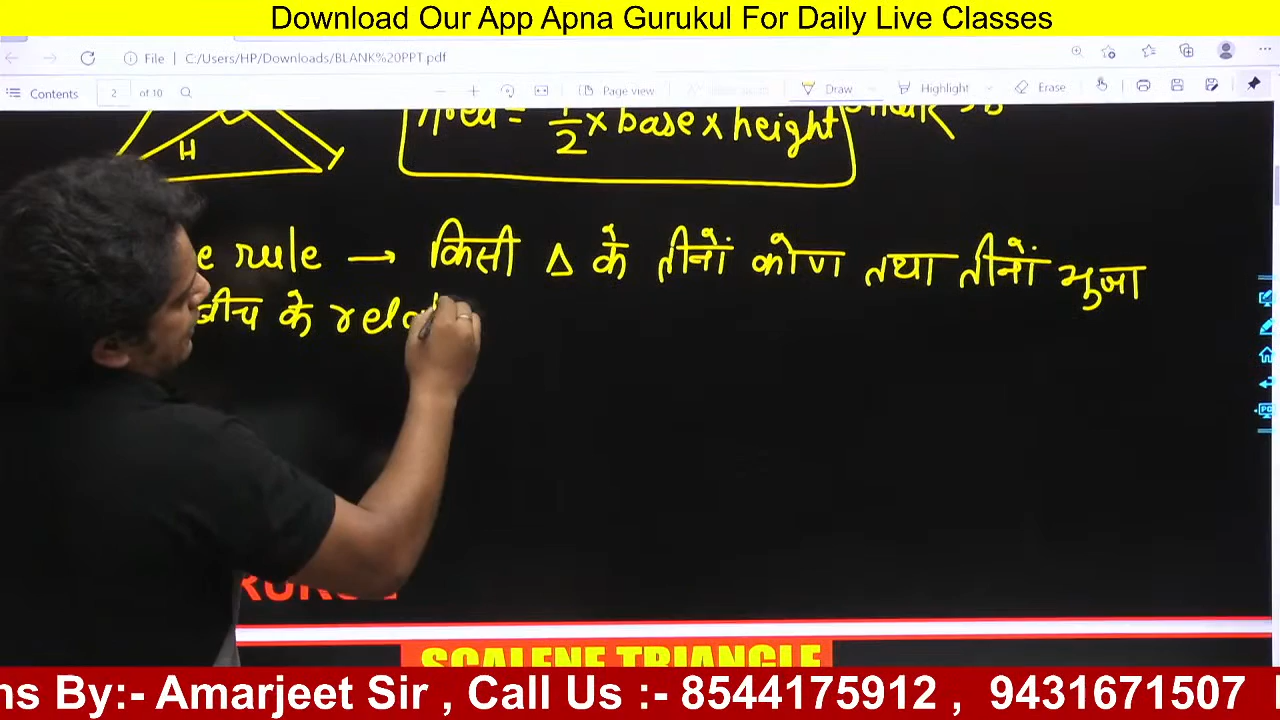 Download Our App Apna Gurukul For Daily Live Classes
File | C:/Users/HP/Downloads/BLANK%20PPT.pdf
Contents 2 of 10 Page view Draw Highlight Erase
Area = 1/2 × base × height
H
rule → किसी Δ के तीनों कोण तथा तीनों भुजा
बीच के rela
SCALENE TRIANGLE
By:- Amarjeet Sir , Call Us :- 8544175912 , 9431671507